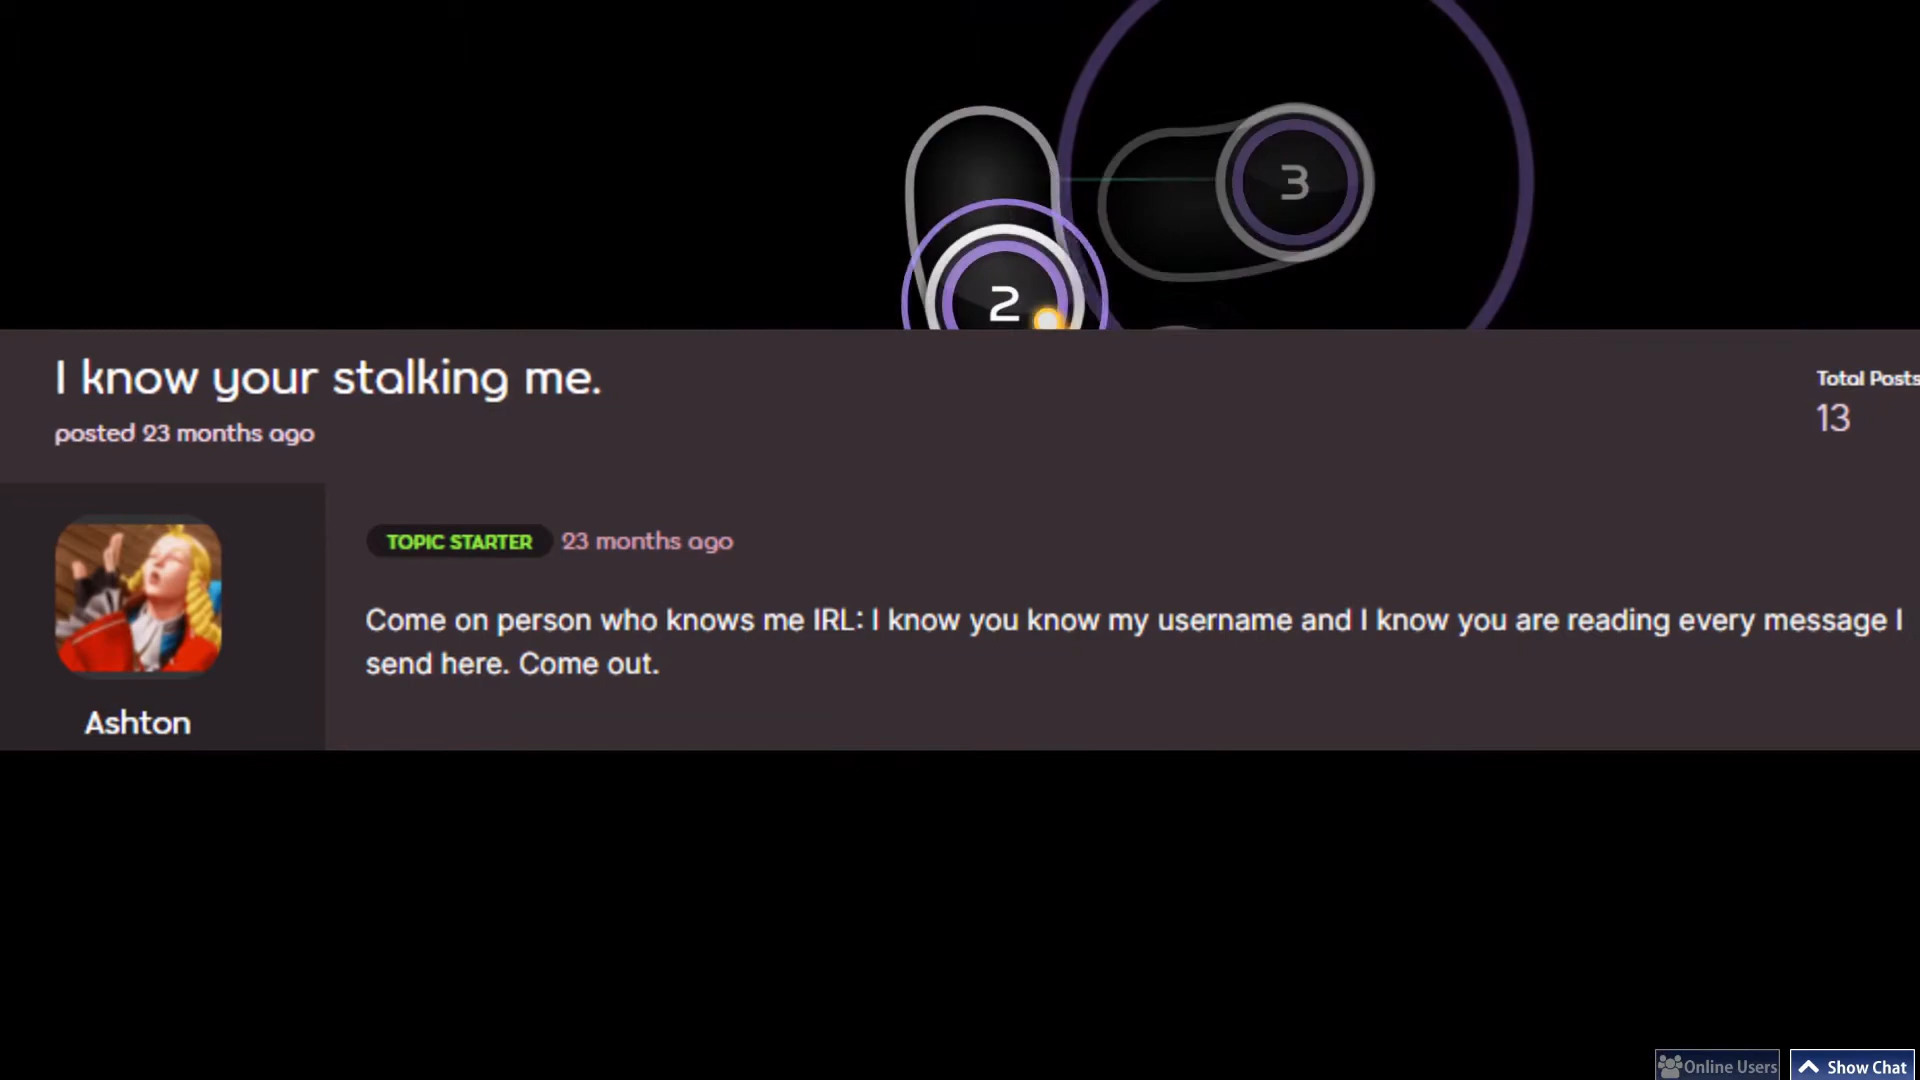 3
2
I know your stalking me.
posted 23 months ago
Total Posts
13
TOPIC STARTER 23 months ago
Come on person who knows me IRL: I know you know my username and I know you are reading every message I
send here. Come out.
Ashton
Online Users
Show Chat